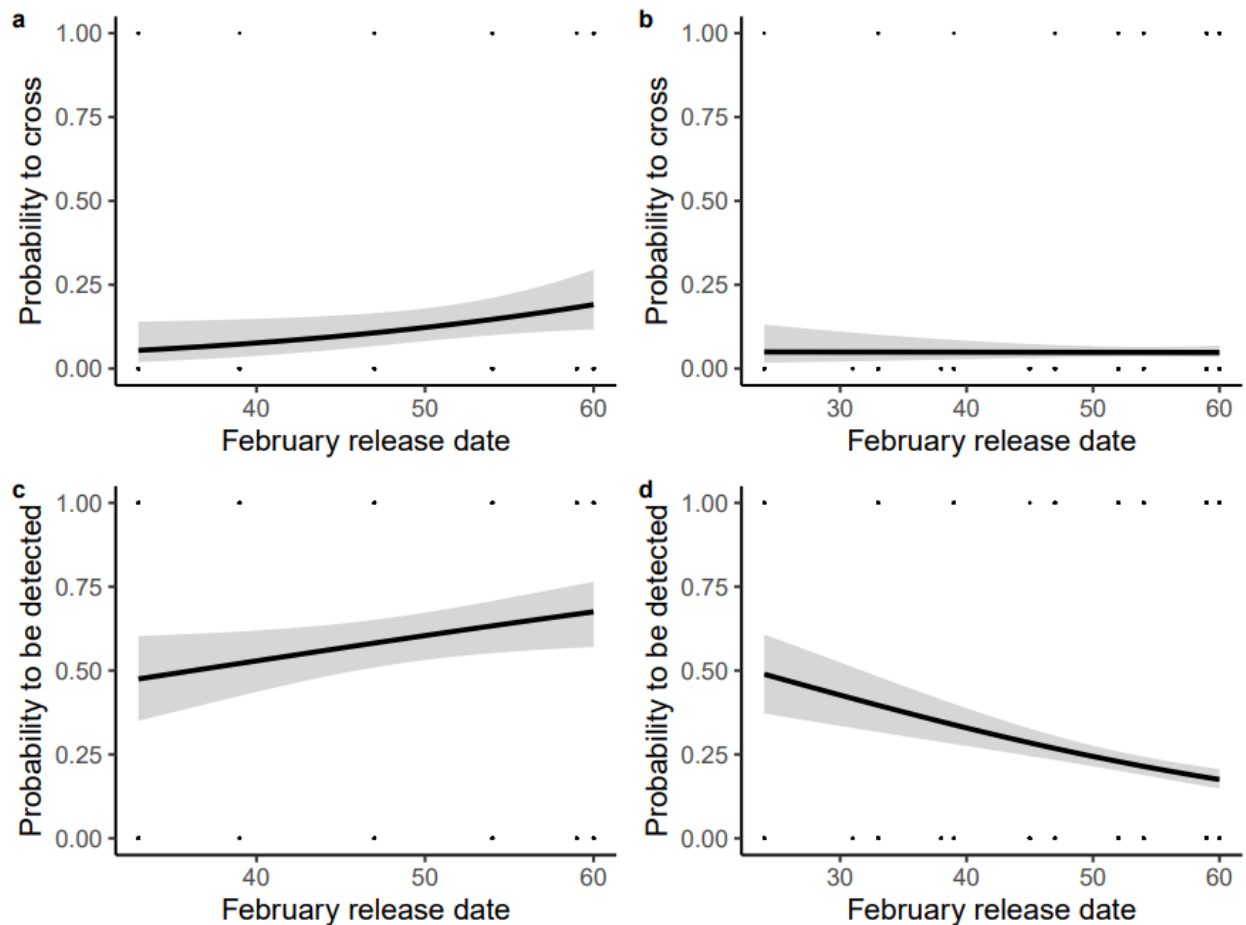 a
1.00
0.75
0.50
0.25
0.00
Probability to cross
40 50 60
February release date
b
1.00
0.75
0.50
0.25
0.00
Probability to cross
30 40 50 60
February release date
c
1.00
0.75
0.50
0.25
0.00
Probability to be detected
40 50 60
February release date
d
1.00
0.75
0.50
0.25
0.00
Probability to be detected
30 40 50 60
February release date